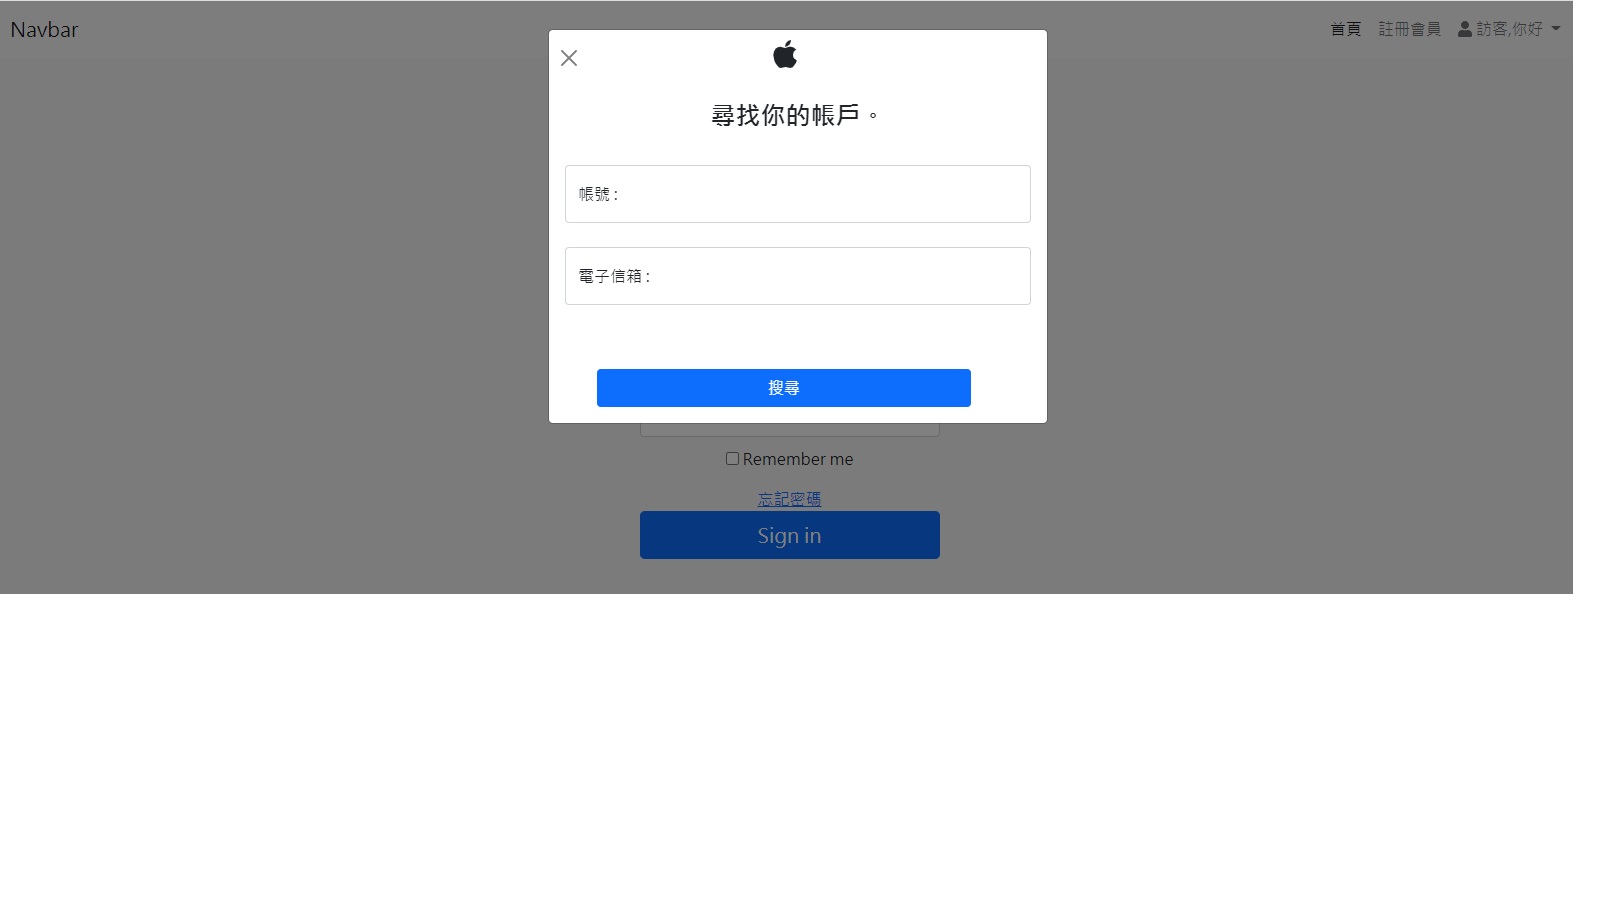 Navbar
首頁 註冊會員 訪客,你好
尋找你的帳戶。
帳號 :
電子信箱 :
搜尋
Remember me
忘記密碼
Sign in